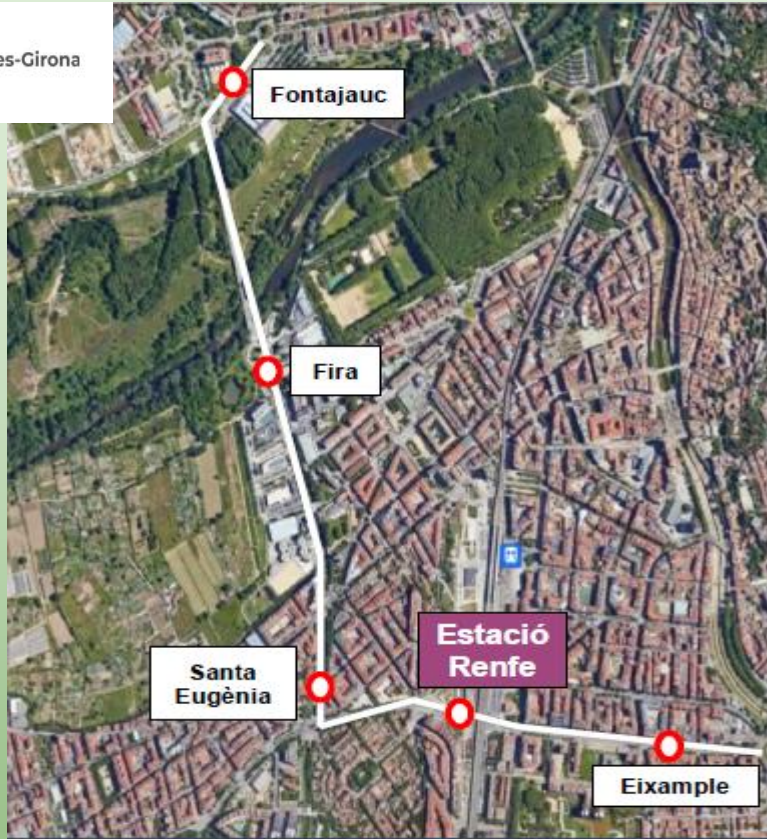 es-Girona
Fontajauc
Fira
Estació
Renfe
Santa
Eugènia
Eixample